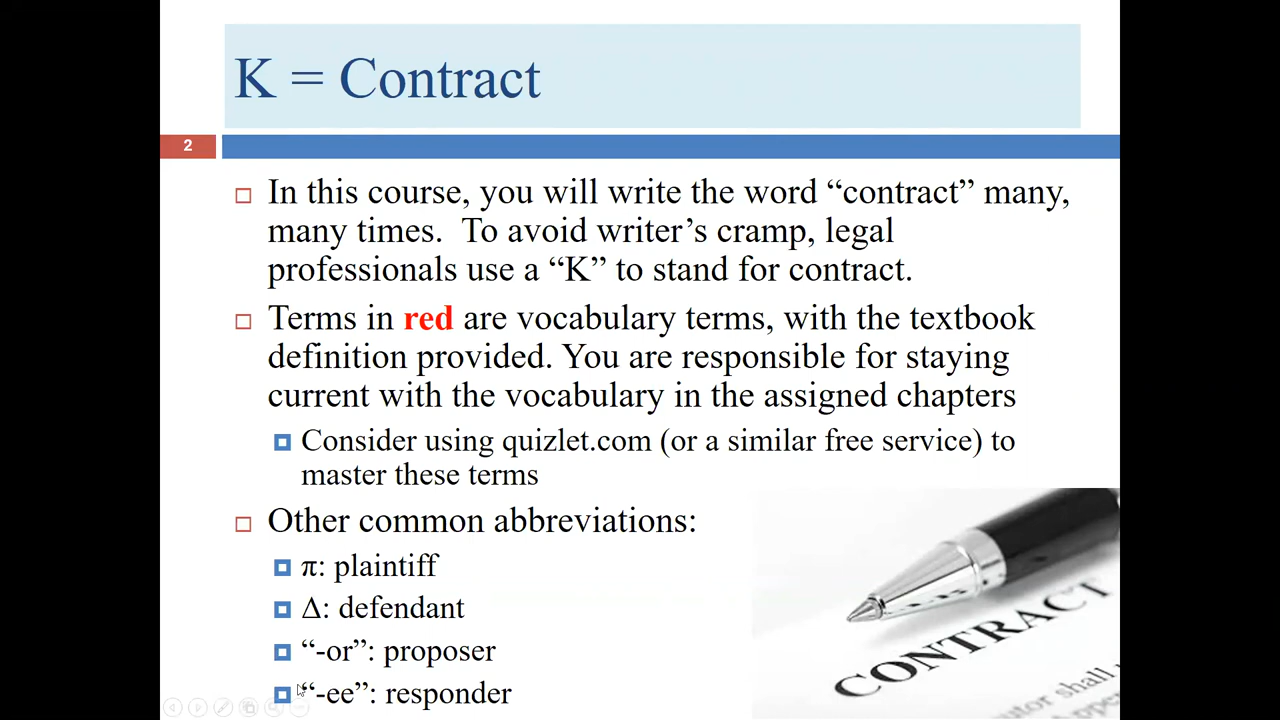 K = Contract
2
In this course, you will write the word “contract” many,
many times.  To avoid writer’s cramp, legal
professionals use a “K” to stand for contract.
Terms in red are vocabulary terms, with the textbook
definition provided. You are responsible for staying
current with the vocabulary in the assigned chapters
Consider using quizlet.com (or a similar free service) to
master these terms
Other common abbreviations:
π: plaintiff
Δ: defendant
“-or”: proposer
“-ee”: responder
CONTRACT
shall